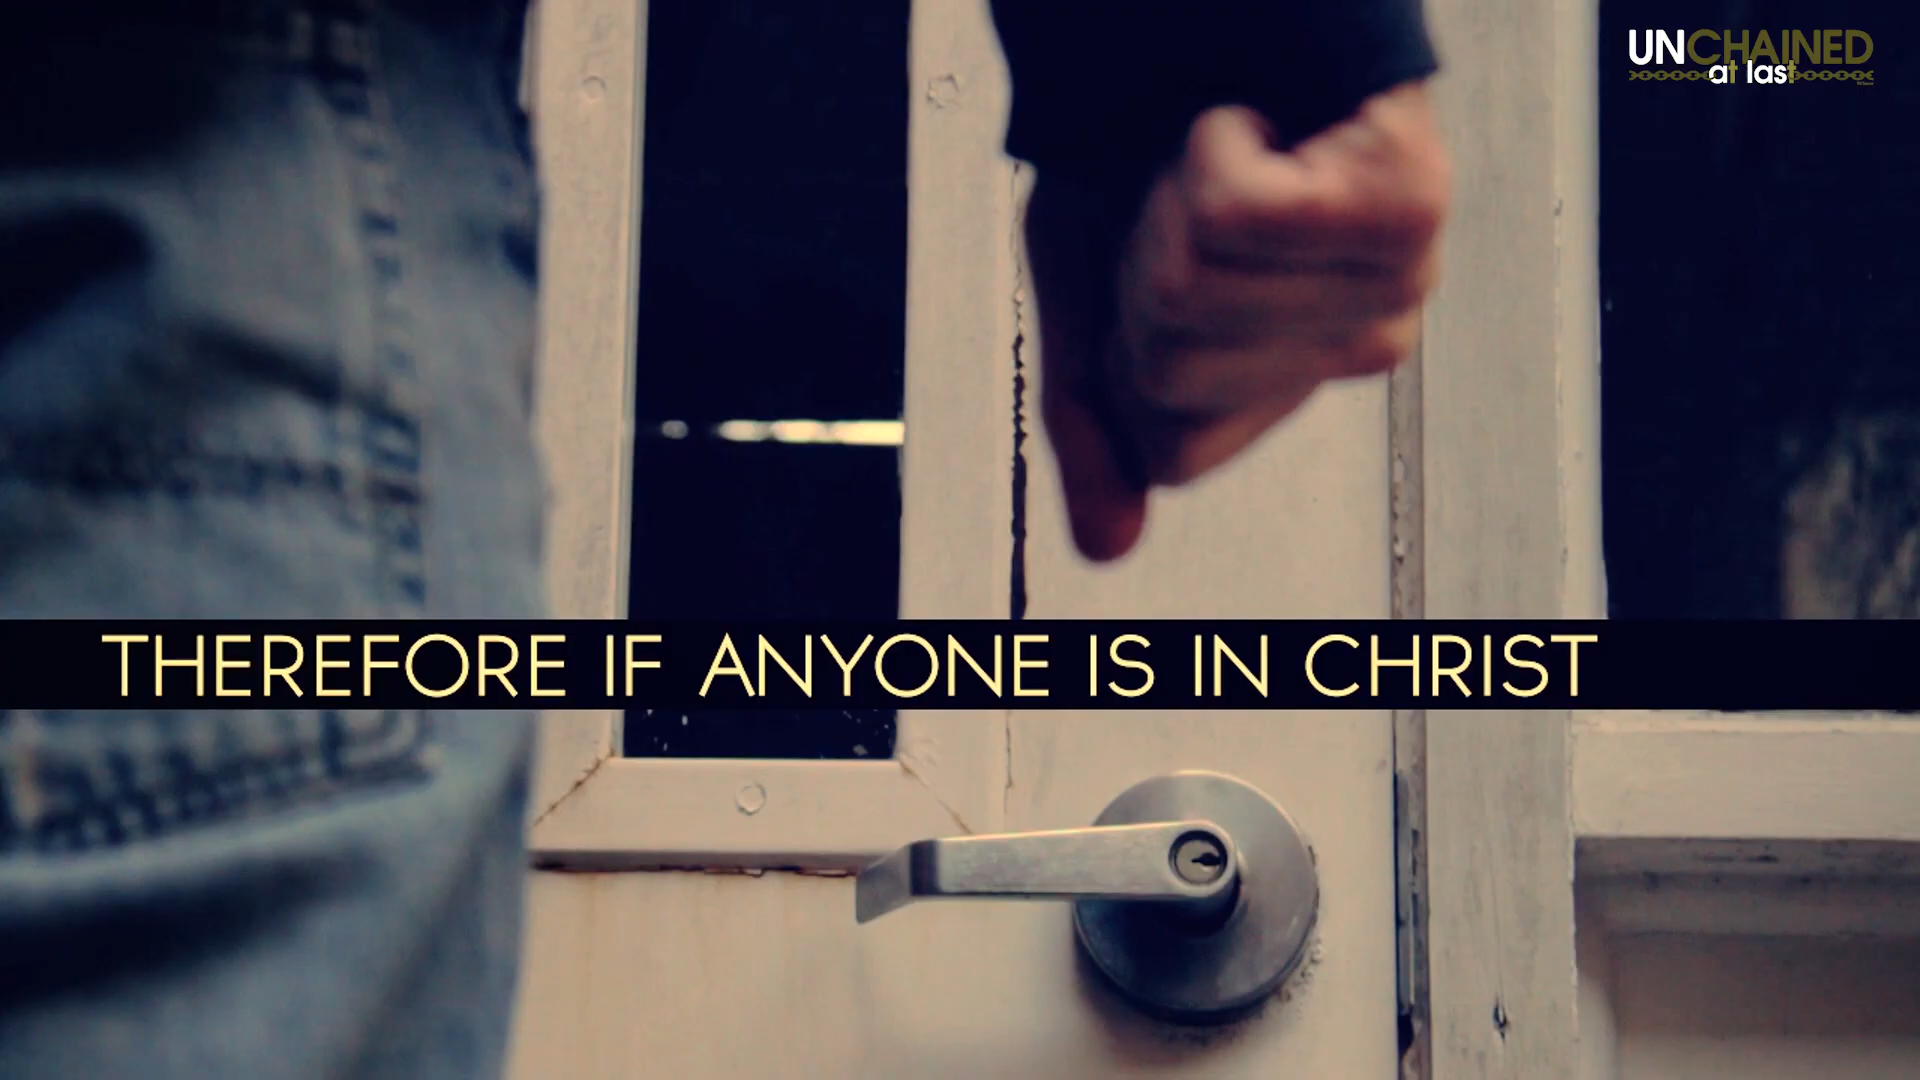 UNCHAINED
at last
THEREFORE IF ANYONE IS IN CHRIST